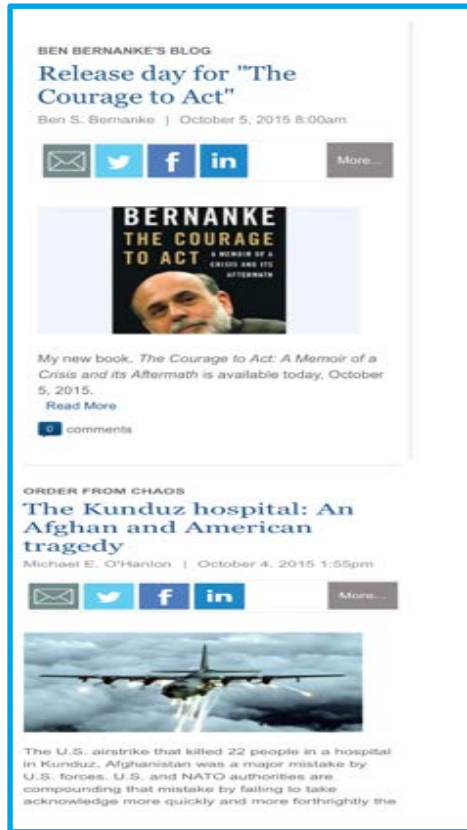 BEN BERNANKE'S BLOG
Release day for "The
Courage to Act"
Ben S. Bernanke | October 5, 2015 8:00am
f in More...
BERNANKE
THE COURAGE
TO ACT A MEMOIR OF A
CRISIS AND ITS
AFTERMATH
My new book, The Courage to Act: A Memoir of a
Crisis and its Aftermath is available today, October
5, 2015.
Read More
0 comments
ORDER FROM CHAOS
The Kunduz hospital: An
Afghan and American
tragedy
Michael E. O'Hanlon | October 4, 2015 1:55pm
f in More...
The U.S. airstrike that killed 22 people in a hospital
in Kunduz, Afghanistan was a major mistake by
U.S. forces. U.S. and NATO authorities are
compounding that mistake by failing to take
acknowledge more quickly and more forthrightly the